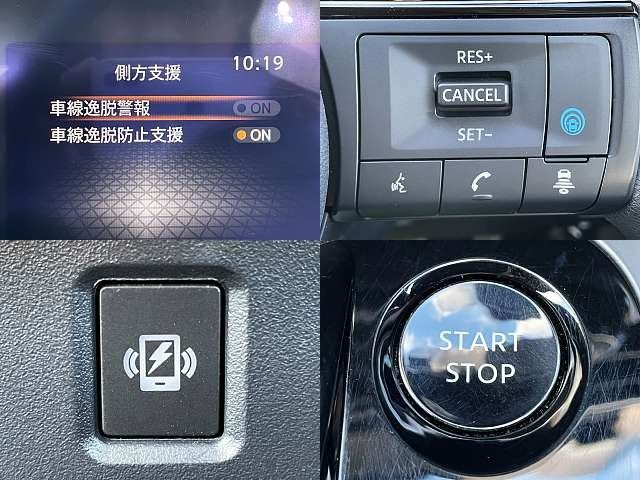 側方支援
10:19
車線逸脱警報
ON
車線逸脱防止支援
ON
RES+
CANCEL
SET-
START
STOP